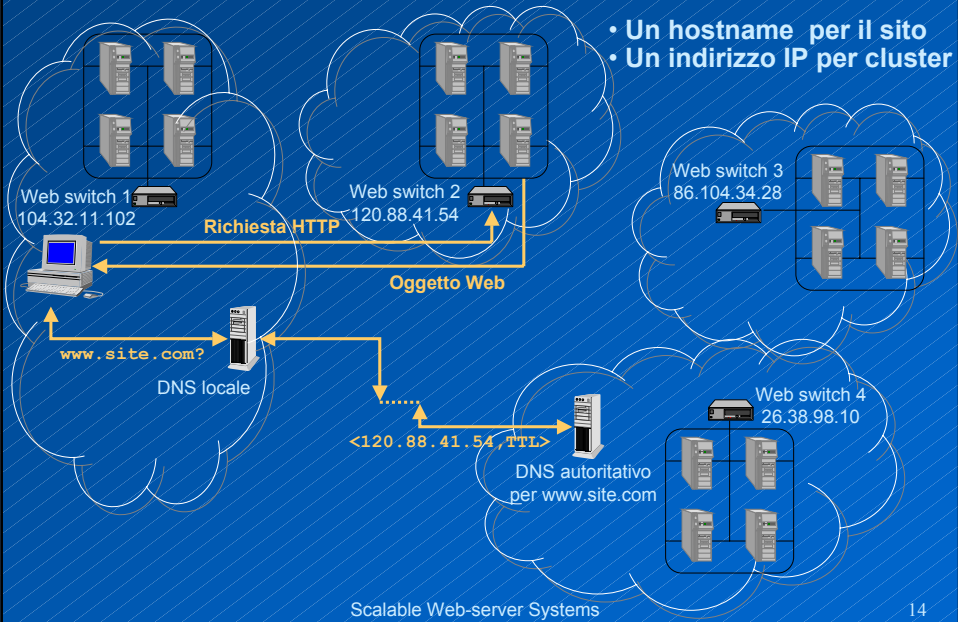 • Un hostname per il sito
• Un indirizzo IP per cluster
Web switch 1
104.32.11.102
Web switch 2
120.88.41.54
Web switch 3
86.104.34.28
Richiesta HTTP
Oggetto Web
www.site.com?
DNS locale
<120.88.41.54,TTL>
DNS autoritativo
per www.site.com
Web switch 4
26.38.98.10
Scalable Web-server Systems
14